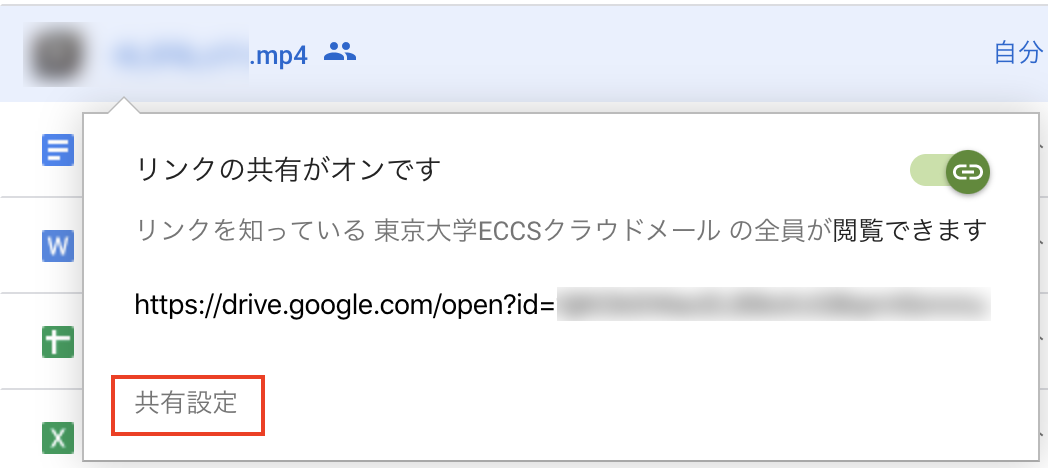 .mp4
自分
リンクの共有がオンです
リンクを知っている 東京大学ECCSクラウドメール の全員が閲覧できます
https://drive.google.com/open?id=
W
共有設定
X